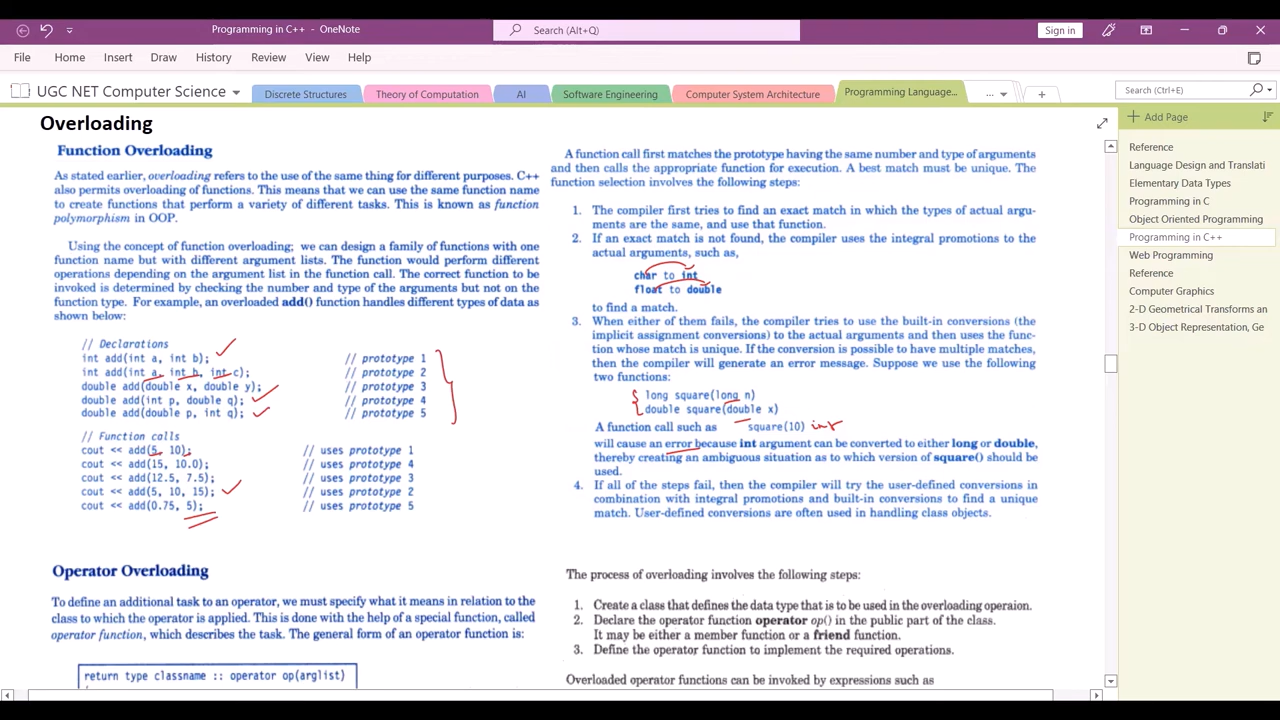 Programming in C++ - OneNote
Search (Alt+Q)
Sign in
File Home Insert Draw History Review View Help
UGC NET Computer Science
Discrete Structures Theory of Computation AI Software Engineering Computer System Architecture Programming Language... ...
Search (Ctrl+E)
Add Page
Reference
Language Design and Translati
Elementary Data Types
Programming in C
Object Oriented Programming
Programming in C++
Web Programming
Reference
Computer Graphics
2-D Geometrical Transforms an
3-D Object Representation, Ge
Overloading
Function Overloading
As stated earlier, overloading refers to the use of the same thing for different purposes. C++
also permits overloading of functions. This means that we can use the same function name
to create functions that perform a variety of different tasks. This is known as function
polymorphism in OOP.
Using the concept of function overloading; we can design a family of functions with one
function name but with different argument lists. The function would perform different
operations depending on the argument list in the function call. The correct function to be
invoked is determined by checking the number and type of the arguments but not on the
function type. For example, an overloaded add() function handles different types of data as
shown below:
// Declarations
int add(int a, int b); // prototype 1
int add(int a, int b, int c); // prototype 2
double add(double x, double y); // prototype 3
double add(int p, double q); // prototype 4
double add(double p, int q); // prototype 5
// Function calls
cout << add(5, 10); // uses prototype 1
cout << add(15, 10.0); // uses prototype 4
cout << add(12.5, 7.5); // uses prototype 3
cout << add(5, 10, 15); // uses prototype 2
cout << add(0.75, 5); // uses prototype 5
Operator Overloading
To define an additional task to an operator, we must specify what it means in relation to the
class to which the operator is applied. This is done with the help of a special function, called
operator function, which describes the task. The general form of an operator function is:
return type classname :: operator op(arglist)
A function call first matches the prototype having the same number and type of arguments
and then calls the appropriate function for execution. A best match must be unique. The
function selection involves the following steps:
1. The compiler first tries to find an exact match in which the types of actual argu-
ments are the same, and use that function.
2. If an exact match is not found, the compiler uses the integral promotions to the
actual arguments, such as,
char to int
float to double
to find a match.
3. When either of them fails, the compiler tries to use the built-in conversions (the
implicit assignment conversions) to the actual arguments and then uses the func-
tion whose match is unique. If the conversion is possible to have multiple matches,
then the compiler will generate an error message. Suppose we use the following
two functions:
long square(long n)
double square(double x)
A function call such as square(10) int
will cause an error because int argument can be converted to either long or double,
thereby creating an ambiguous situation as to which version of square() should be
used.
4. If all of the steps fail, then the compiler will try the user-defined conversions in
combination with integral promotions and built-in conversions to find a unique
match. User-defined conversions are often used in handling class objects.
The process of overloading involves the following steps:
1. Create a class that defines the data type that is to be used in the overloading operaion.
2. Declare the operator function operator op() in the public part of the class.
It may be either a member function or a friend function.
3. Define the operator function to implement the required operations.
Overloaded operator functions can be invoked by expressions such as